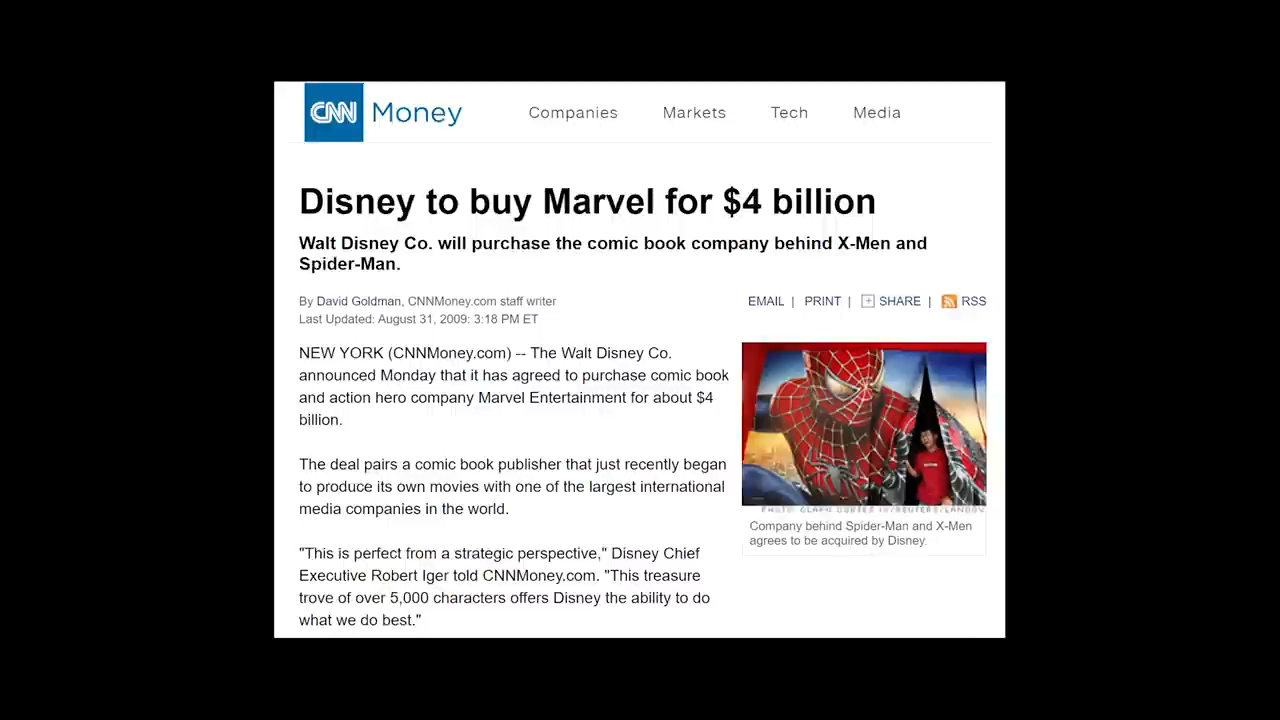 CNN Money
Companies
Markets
Tech
Media
Disney to buy Marvel for $4 billion
Walt Disney Co. will purchase the comic book company behind X-Men and
Spider-Man.
By David Goldman, CNNMoney.com staff writer
Last Updated: August 31, 2009: 3:18 PM ET
EMAIL | PRINT | SHARE | RSS
NEW YORK (CNNMoney.com) -- The Walt Disney Co.
announced Monday that it has agreed to purchase comic book
and action hero company Marvel Entertainment for about $4
billion.
The deal pairs a comic book publisher that just recently began
to produce its own movies with one of the largest international
media companies in the world.
"This is perfect from a strategic perspective," Disney Chief
Executive Robert Iger told CNNMoney.com. "This treasure
trove of over 5,000 characters offers Disney the ability to do
what we do best."
Company behind Spider-Man and X-Men
agrees to be acquired by Disney.